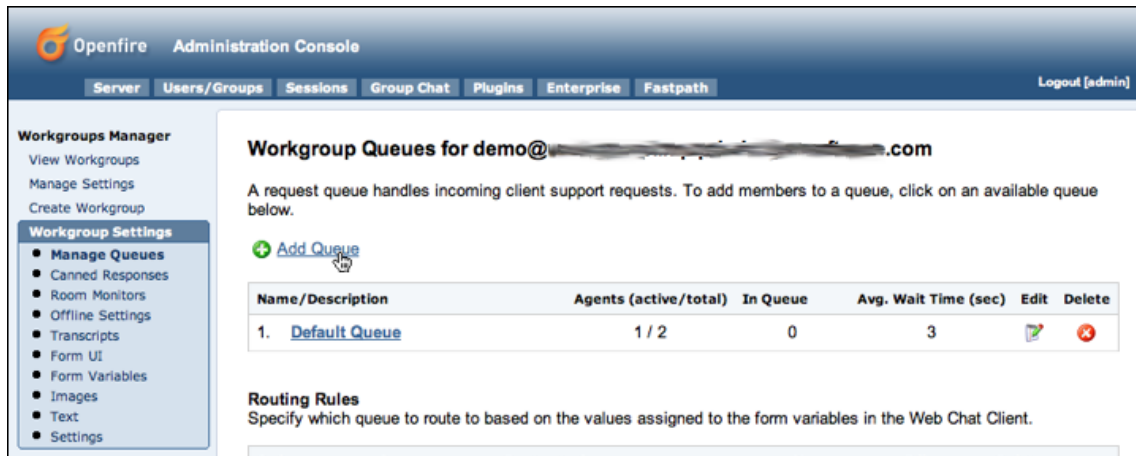 Openfire Administration Console
Server Users/Groups Sessions Group Chat Plugins Enterprise Fastpath Logout [admin]
Workgroups Manager
View Workgroups
Manage Settings
Create Workgroup
Workgroup Settings
Manage Queues
Canned Responses
Room Monitors
Offline Settings
Transcripts
Form UI
Form Variables
Images
Text
Settings
Workgroup Queues for demo@ .com
A request queue handles incoming client support requests. To add members to a queue, click on an available queue
below.
Add Queue
Name/Description Agents (active/total) In Queue Avg. Wait Time (sec) Edit Delete
1. Default Queue 1 / 2 0 3
Routing Rules
Specify which queue to route to based on the values assigned to the form variables in the Web Chat Client.